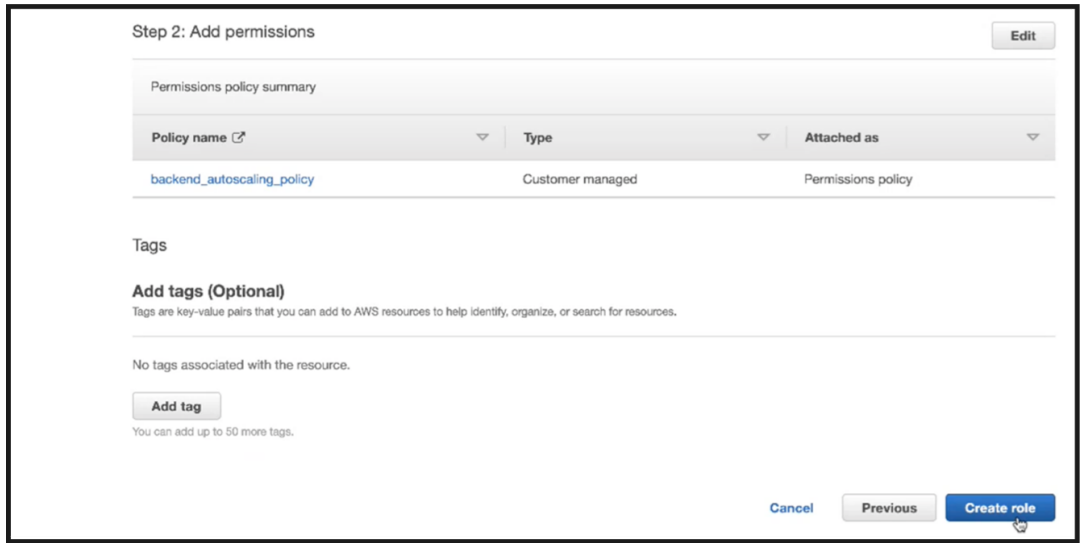 Step 2: Add permissions
Edit
Permissions policy summary
Policy name Type Attached as
backend_autoscaling_policy Customer managed Permissions policy
Tags
Add tags (Optional)
Tags are key-value pairs that you can add to AWS resources to help identify, organize, or search for resources.
No tags associated with the resource.
Add tag
You can add up to 50 more tags.
Cancel Previous Create role